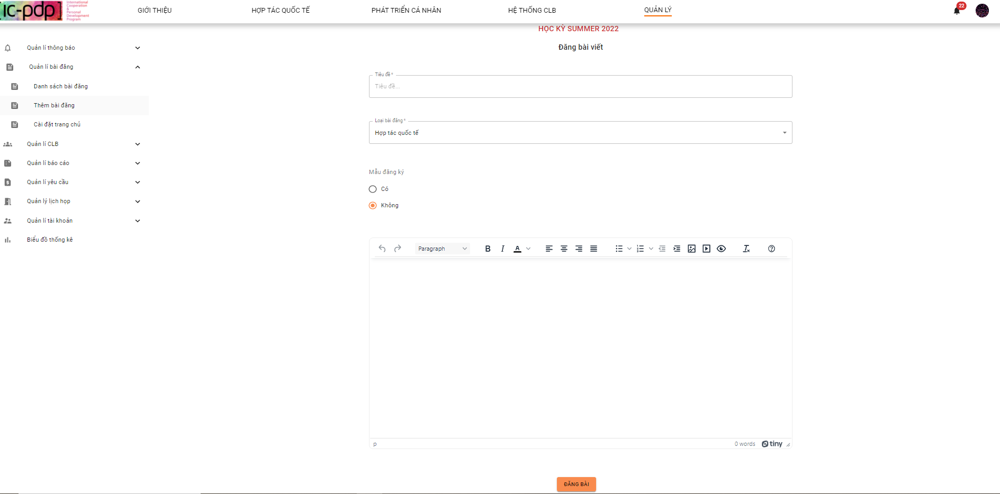 [ic-pdp]
International
Cooperation
&
Personal
Development
Program
GIỚI THIỆU
HỢP TÁC QUỐC TẾ
PHÁT TRIỂN CÁ NHÂN
HỆ THỐNG CLB
QUẢN LÝ
22
HỌC KỲ SUMMER 2022
Đăng bài viết
Quản lí thông báo
Quản lí bài đăng
Danh sách bài đăng
Thêm bài đăng
Cài đặt trang chủ
Quản lí CLB
Quản lí báo cáo
Quản lí yêu cầu
Quản lý lịch họp
Quản lí tài khoản
Biểu đồ thống kê
Tiêu đề *
Tiêu đề...
Loại bài đăng *
Hợp tác quốc tế
Mẫu đăng ký
Có
Không
Paragraph
p
0 words
tiny
ĐĂNG BÀI